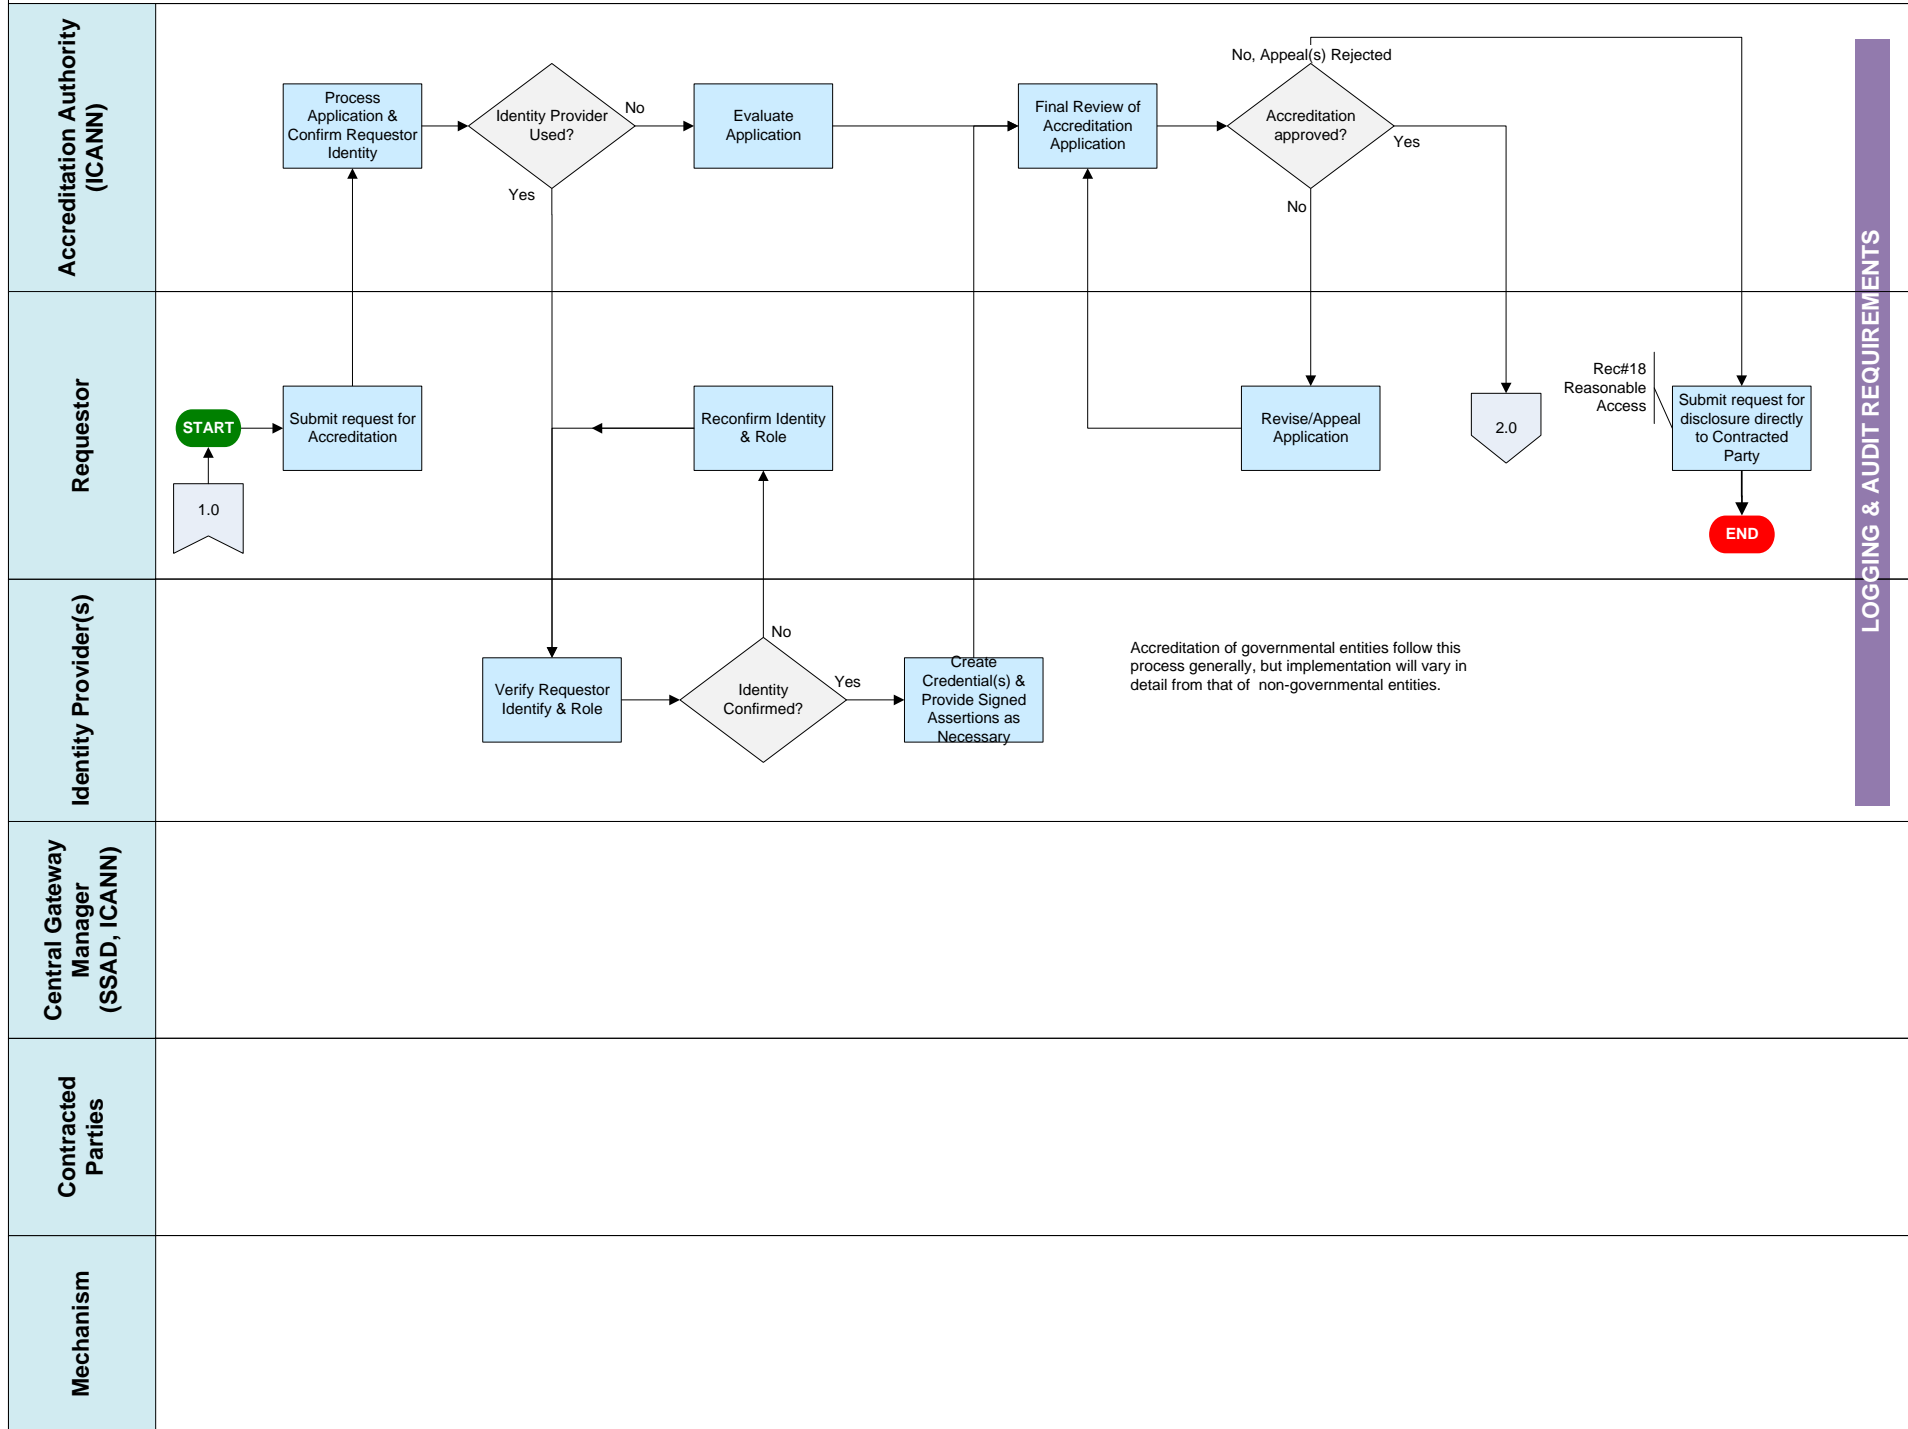 Accreditation Authority
(ICANN)
Process
Application &
Confirm Requestor
Identity
Identity Provider
Used?
No
Yes
Evaluate
Application
Final Review of
Accreditation
Application
No, Appeal(s) Rejected
Accreditation
approved?
Yes
No
Requestor
START
1.0
Submit request for
Accreditation
Reconfirm Identity
& Role
Revise/Appeal
Application
2.0
Rec#18
Reasonable
Access
Submit request for
disclosure directly
to Contracted
Party
END
LOGGING & AUDIT REQUIREMENTS
Identity Provider(s)
Verify Requestor
Identify & Role
No
Identity
Confirmed?
Yes
Create
Credential(s) &
Provide Signed
Assertions as
Necessary
Accreditation of governmental entities follow this
process generally, but implementation will vary in
detail from that of  non-governmental entities.
Central Gateway
Manager
(SSAD, ICANN)
Contracted
Parties
Mechanism